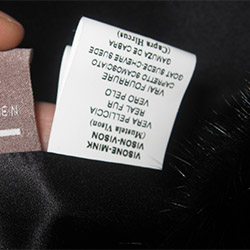 VISONE-MINK
VISON-VISON
(Mustela Vison)
VERA PELLICCIA
REAL FUR
VERO PELO
VRAI FOURRURE
CAPRETTO SCAMOSCIATO
GOAT SUEDE-CHEVRE SUEDE
GAMUZA DE CABRA
(Capra Hircus)